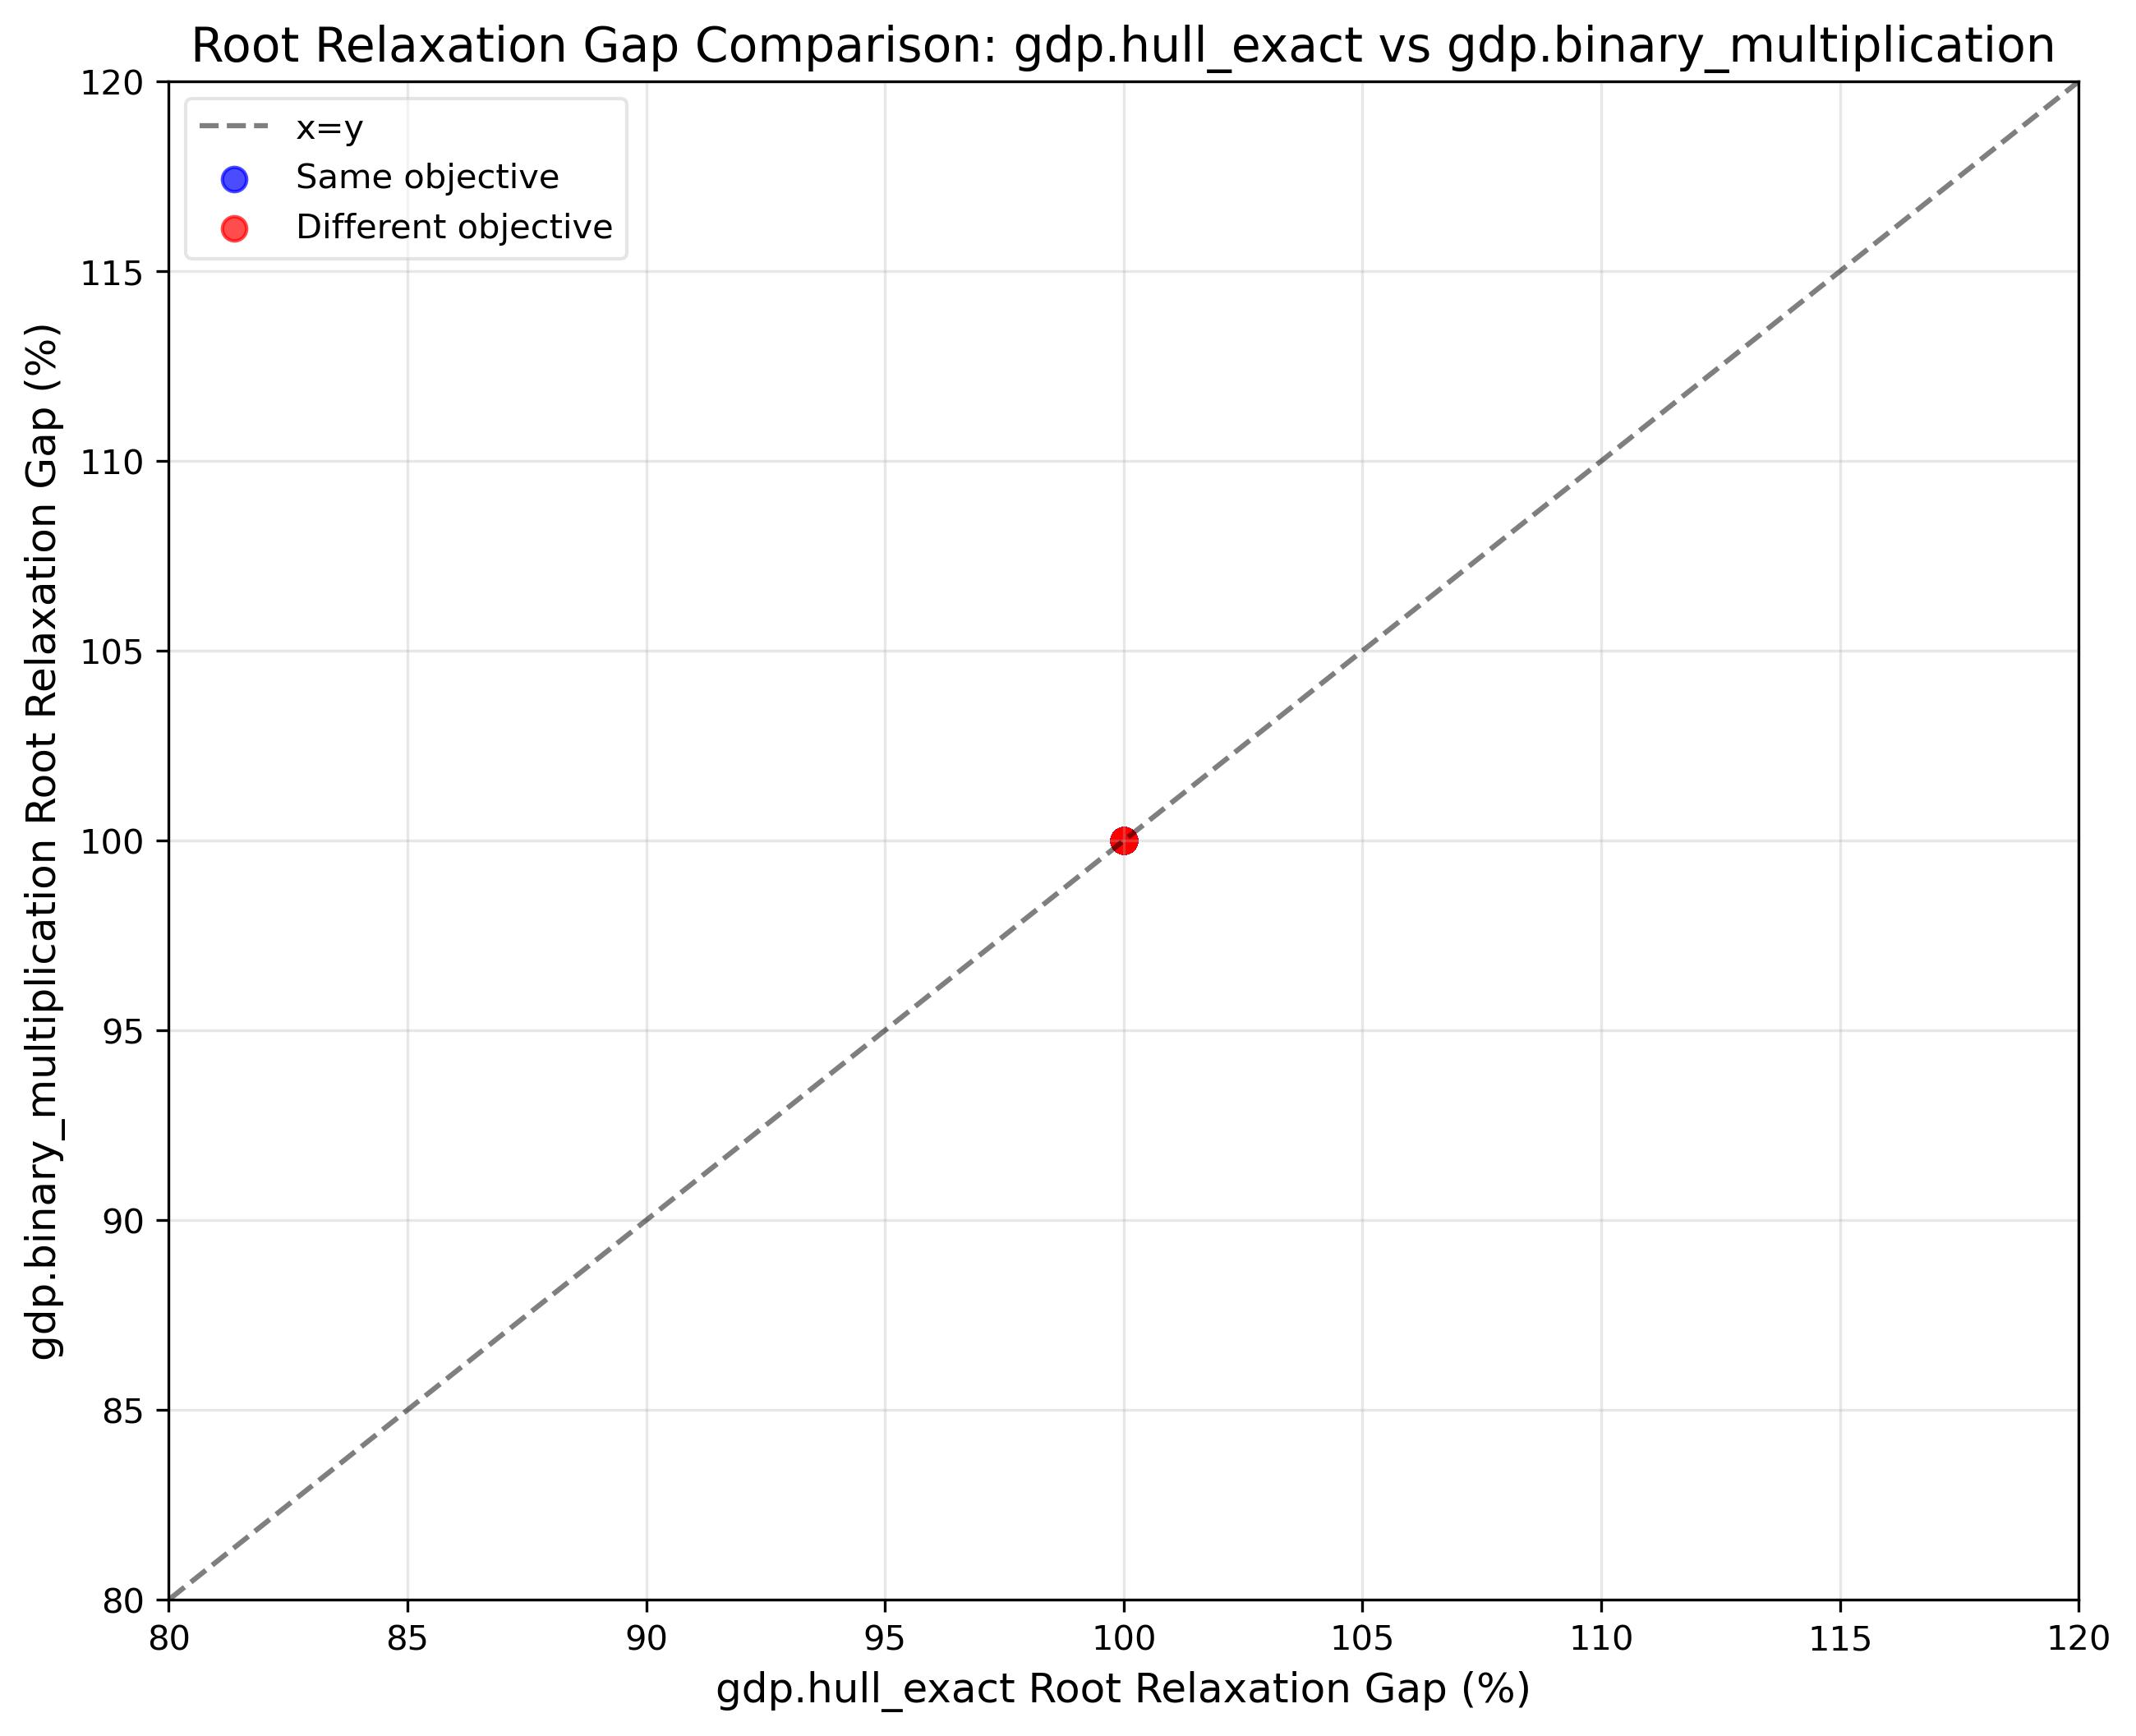 Root Relaxation Gap Comparison: gdp.hull_exact vs gdp.binary_multiplication
x=y
Same objective
Different objective
gdp.binary_multiplication Root Relaxation Gap (%)
120
115
110
105
100
95
90
85
80
80 85 90 95 100 105 110 115 120
gdp.hull_exact Root Relaxation Gap (%)